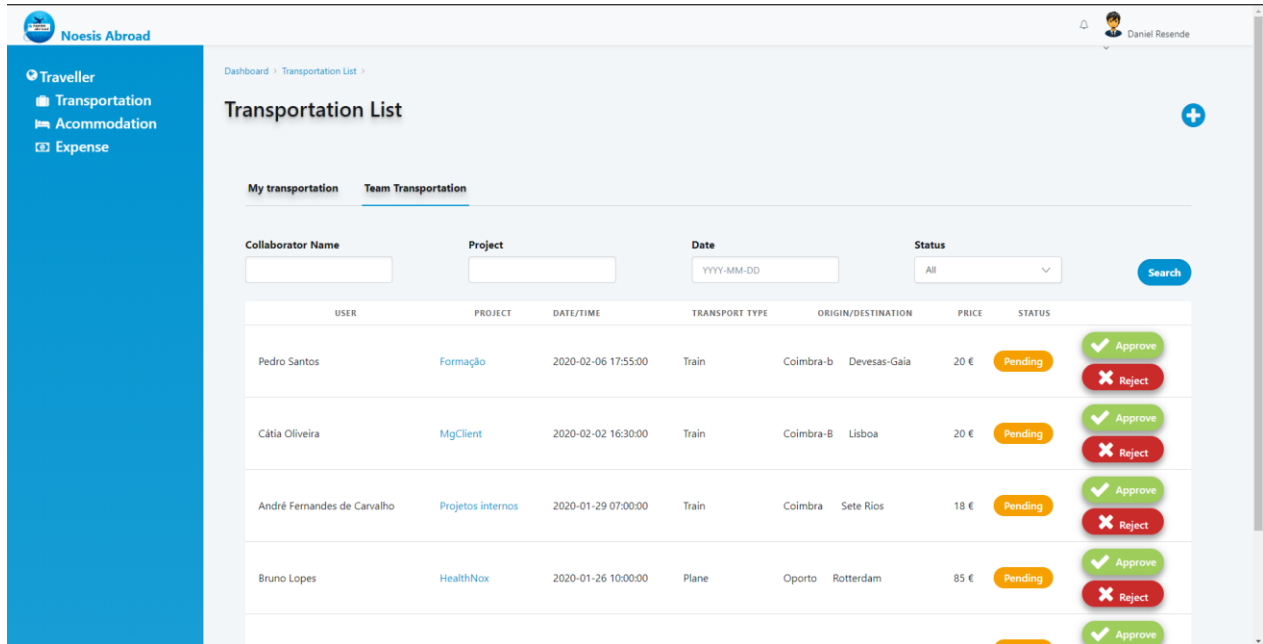 Noesis Abroad
Daniel Resende
Traveller
Transportation
Acommodation
Expense
Dashboard > Transportation List >
Transportation List
My transportation Team Transportation
Collaborator Name Project Date Status
YYYY-MM-DD All Search
USER PROJECT DATE/TIME TRANSPORT TYPE ORIGIN/DESTINATION PRICE STATUS
Pedro Santos Formação 2020-02-06 17:55:00 Train Coimbra-b Devesas-Gaia 20 € Pending
Approve
Reject
Cátia Oliveira MgClient 2020-02-02 16:30:00 Train Coimbra-B Lisboa 20 € Pending
Approve
Reject
André Fernandes de Carvalho Projetos internos 2020-01-29 07:00:00 Train Coimbra Sete Rios 18 € Pending
Approve
Reject
Bruno Lopes HealthNox 2020-01-26 10:00:00 Plane Oporto Rotterdam 85 € Pending
Approve
Reject
Approve